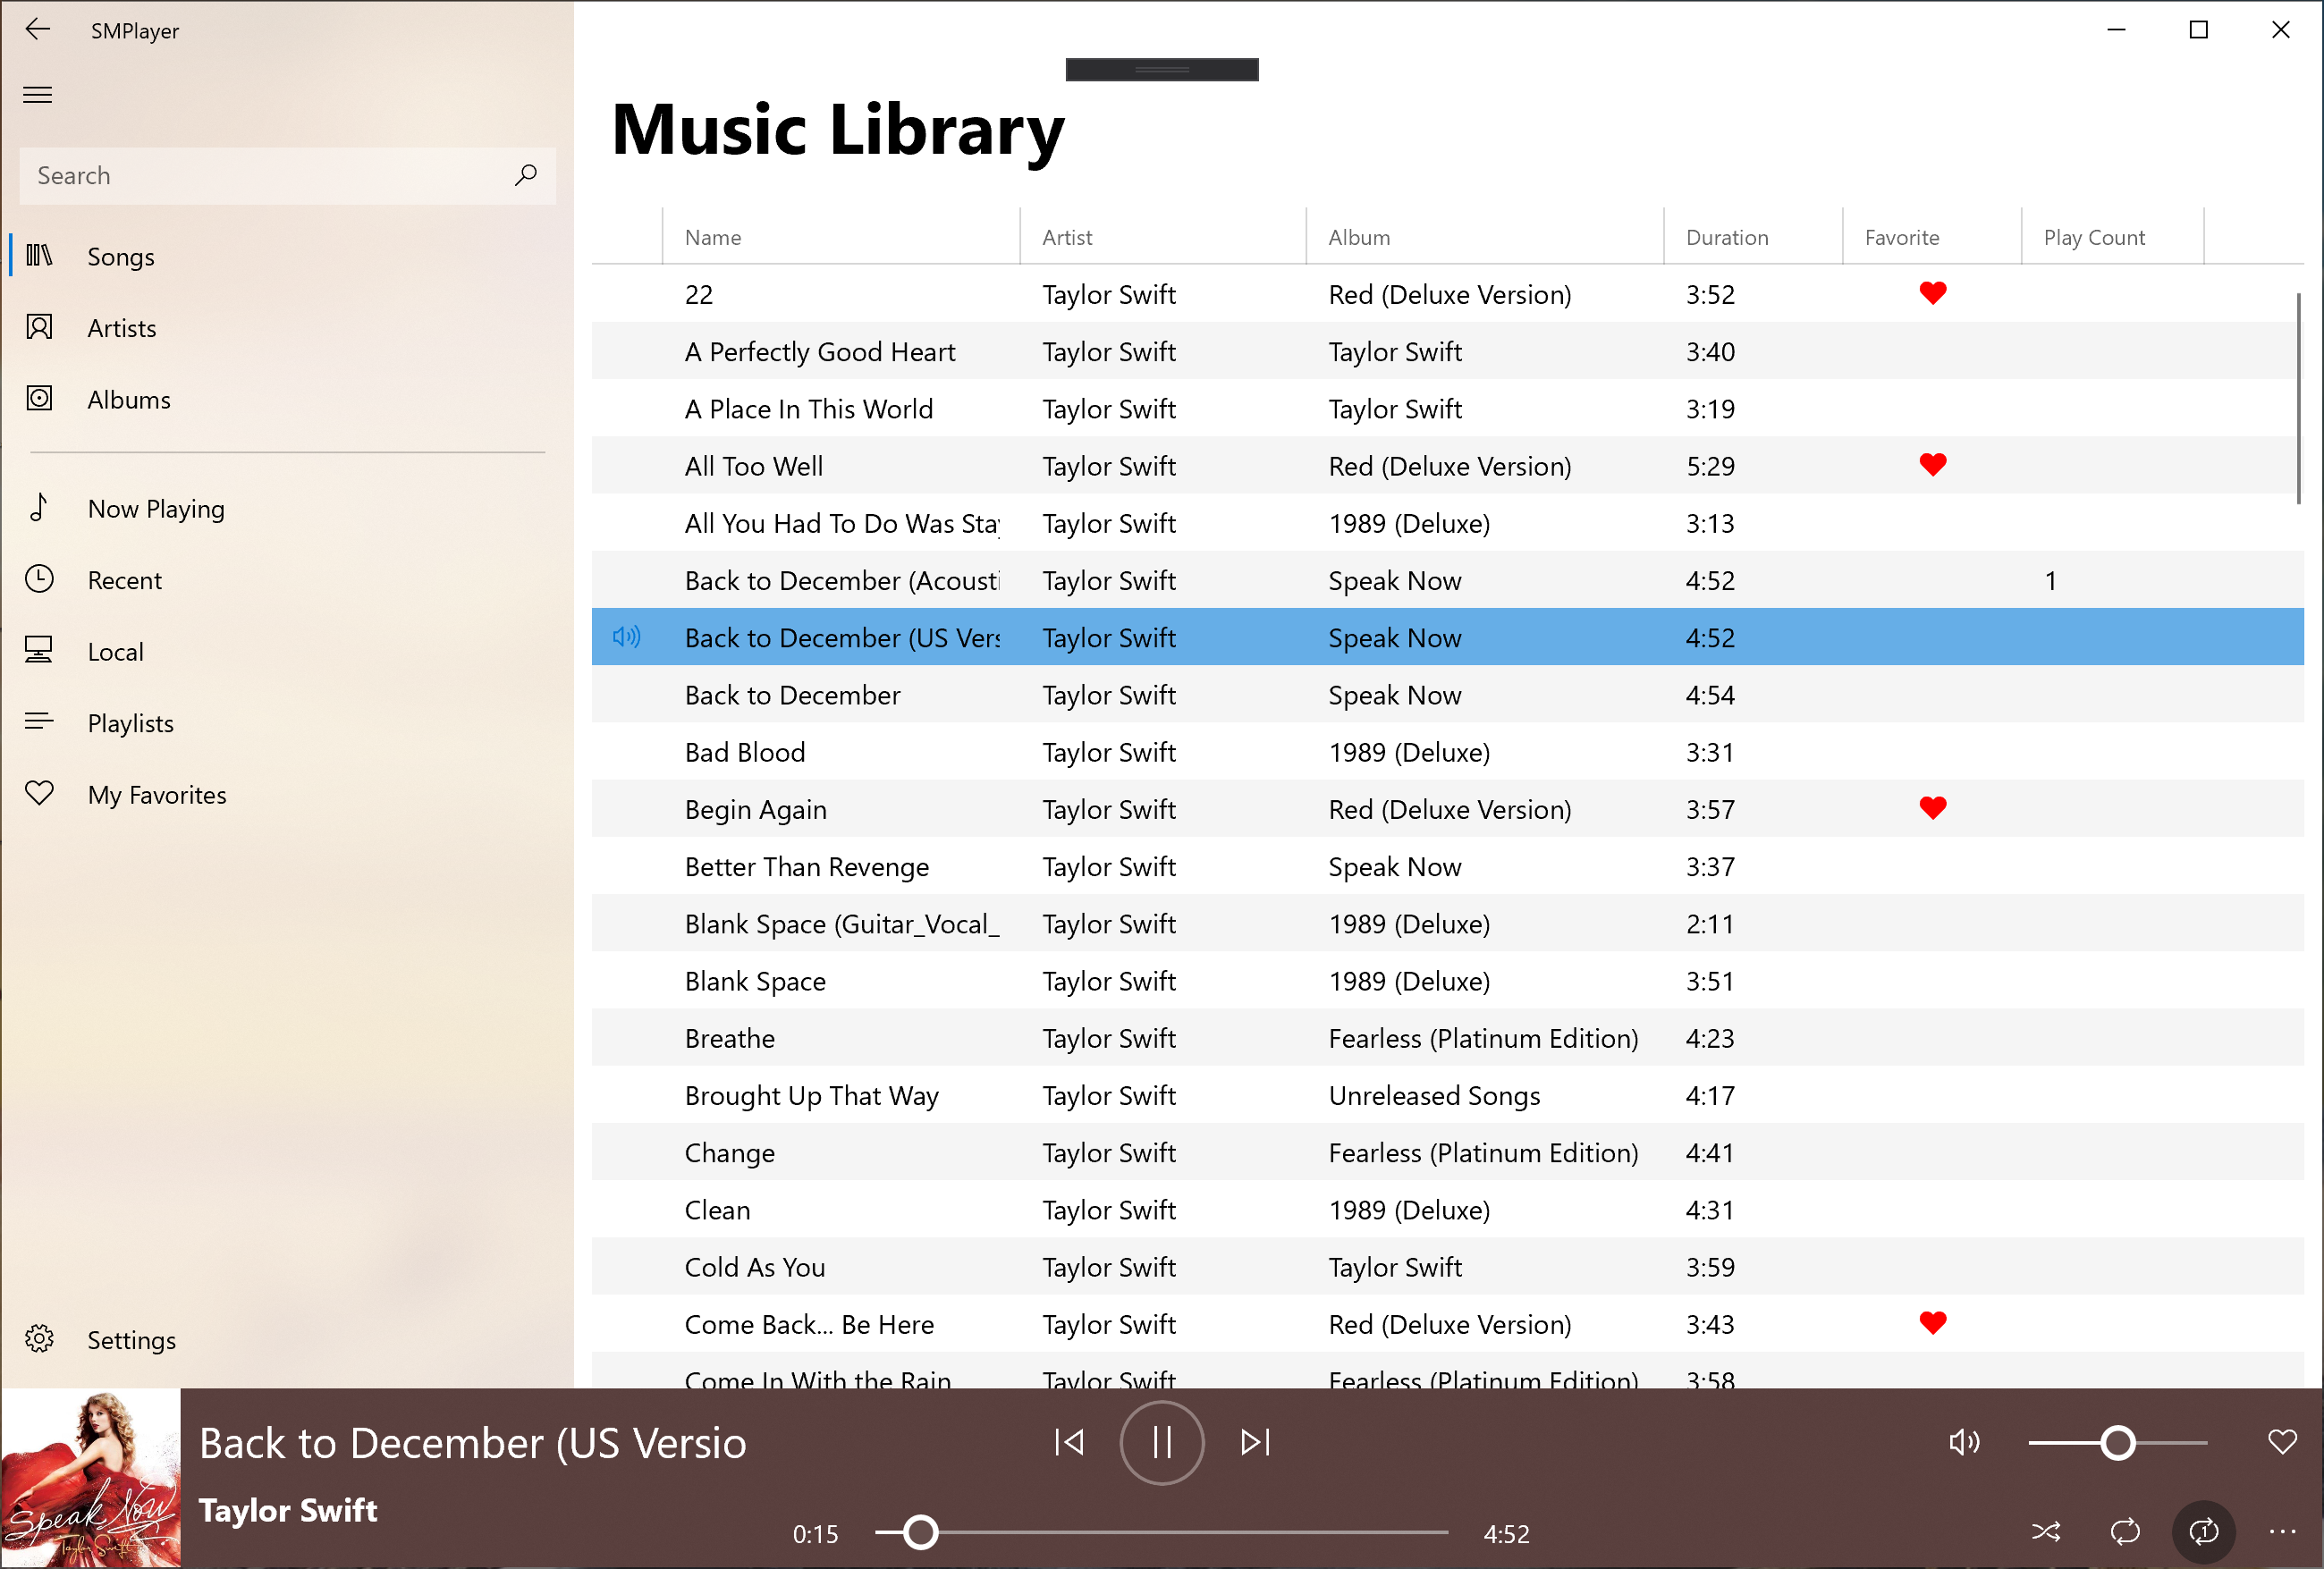 SMPlayer
Search
Songs
Artists
Albums
Now Playing
Recent
Local
Playlists
My Favorites
Settings
Music Library
Name Artist Album Duration Favorite Play Count
22 Taylor Swift Red (Deluxe Version) 3:52
A Perfectly Good Heart Taylor Swift Taylor Swift 3:40
A Place In This World Taylor Swift Taylor Swift 3:19
All Too Well Taylor Swift Red (Deluxe Version) 5:29
All You Had To Do Was Stay Taylor Swift 1989 (Deluxe) 3:13
Back to December (Acousti Taylor Swift Speak Now 4:52 1
Back to December (US Vers Taylor Swift Speak Now 4:52
Back to December Taylor Swift Speak Now 4:54
Bad Blood Taylor Swift 1989 (Deluxe) 3:31
Begin Again Taylor Swift Red (Deluxe Version) 3:57
Better Than Revenge Taylor Swift Speak Now 3:37
Blank Space (Guitar_Vocal_ Taylor Swift 1989 (Deluxe) 2:11
Blank Space Taylor Swift 1989 (Deluxe) 3:51
Breathe Taylor Swift Fearless (Platinum Edition) 4:23
Brought Up That Way Taylor Swift Unreleased Songs 4:17
Change Taylor Swift Fearless (Platinum Edition) 4:41
Clean Taylor Swift 1989 (Deluxe) 4:31
Cold As You Taylor Swift Taylor Swift 3:59
Come Back... Be Here Taylor Swift Red (Deluxe Version) 3:43
Come In With the Rain Taylor Swift Fearless (Platinum Edition) 3:58
Speak Now
Taylor Swift
Back to December (US Versio
Taylor Swift
0:15 4:52
1